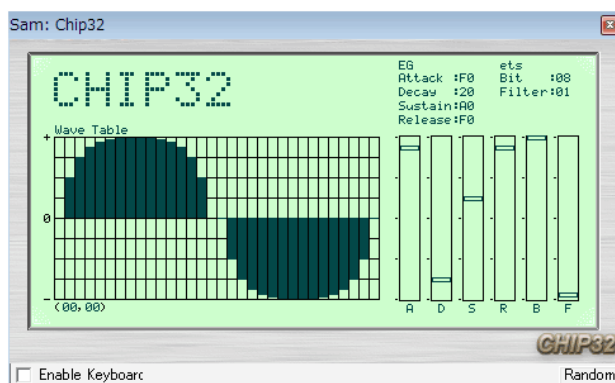 Sam: Chip32
CHIP32
EG
Attack :F0
Decay :20
Sustain:A0
Release:F0
ets
Bit :08
Filter:01
Wave Table
+
0
-
(00,00)
A D S R B F
CHIP32
Enable Keyboarc
Random